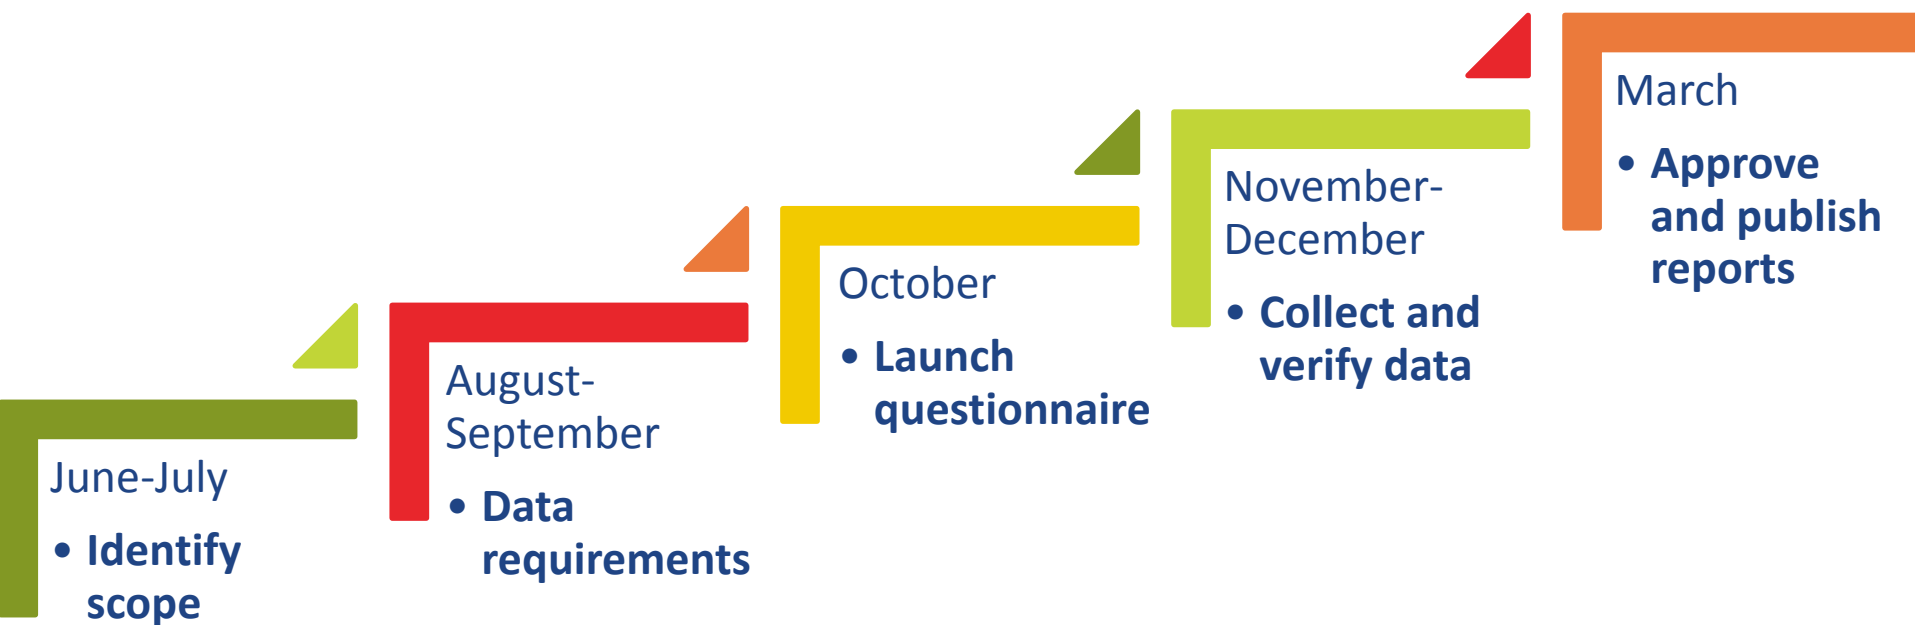 June-July
• Identify
scope
August-
September
• Data
requirements
October
• Launch
questionnaire
November-
December
• Collect and
verify data
March
• Approve
and publish
reports